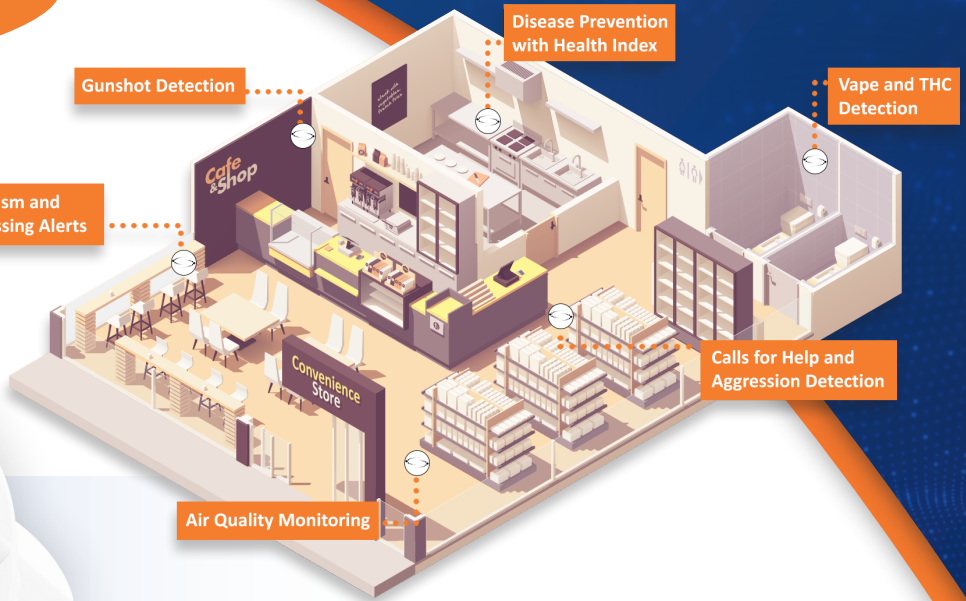 Disease Prevention
with Health Index
Gunshot Detection
Vape and THC
Detection
Cafe
&Shop
sm and
ssing Alerts
Convenience
Store
Calls for Help and
Aggression Detection
Air Quality Monitoring